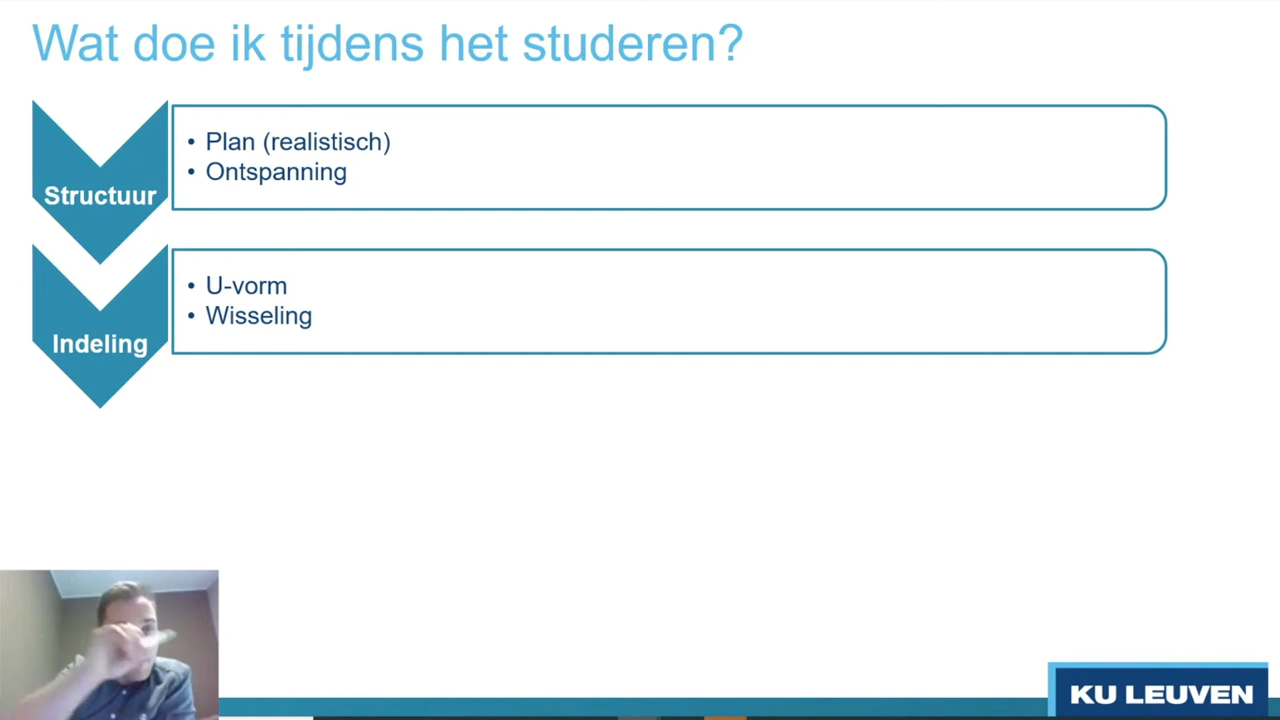 Wat doe ik tijdens het studeren?
Structuur
• Plan (realistisch)
• Ontspanning
Indeling
• U-vorm
• Wisseling
KU LEUVEN